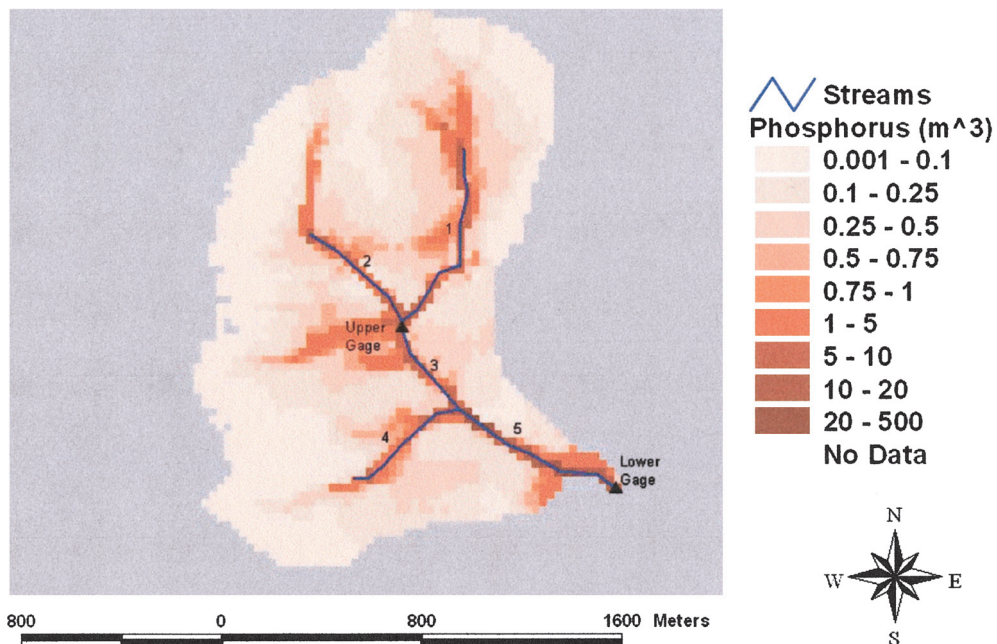 Streams
Phosphorus (m^3)
0.001 - 0.1
0.1 - 0.25
0.25 - 0.5
0.5 - 0.75
0.75 - 1
1 - 5
5 - 10
10 - 20
20 - 500
No Data
1
2
Upper
Gage
3
4
5
Lower
Gage
N
W
E
S
800
0
800
1600 Meters